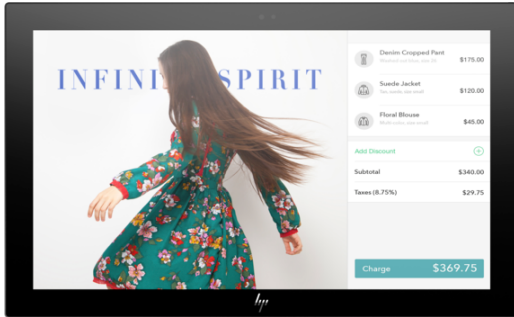 INFINI SPIRIT
Denim Cropped Pant
$175.00
Suede Jacket
$120.00
Floral Blouse
$45.00
Add Discount
Subtotal $340.00
Taxes (8.75%) $29.75
Charge $369.75
hp